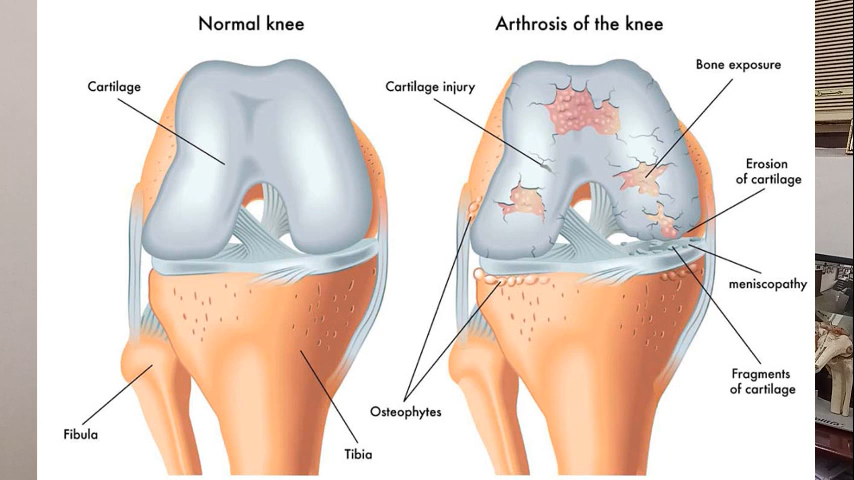 Normal knee
Cartilage
Fibula
Tibia
Arthrosis of the knee
Cartilage injury
Bone exposure
Erosion
of cartilage
meniscopathy
Fragments
of cartilage
Osteophytes